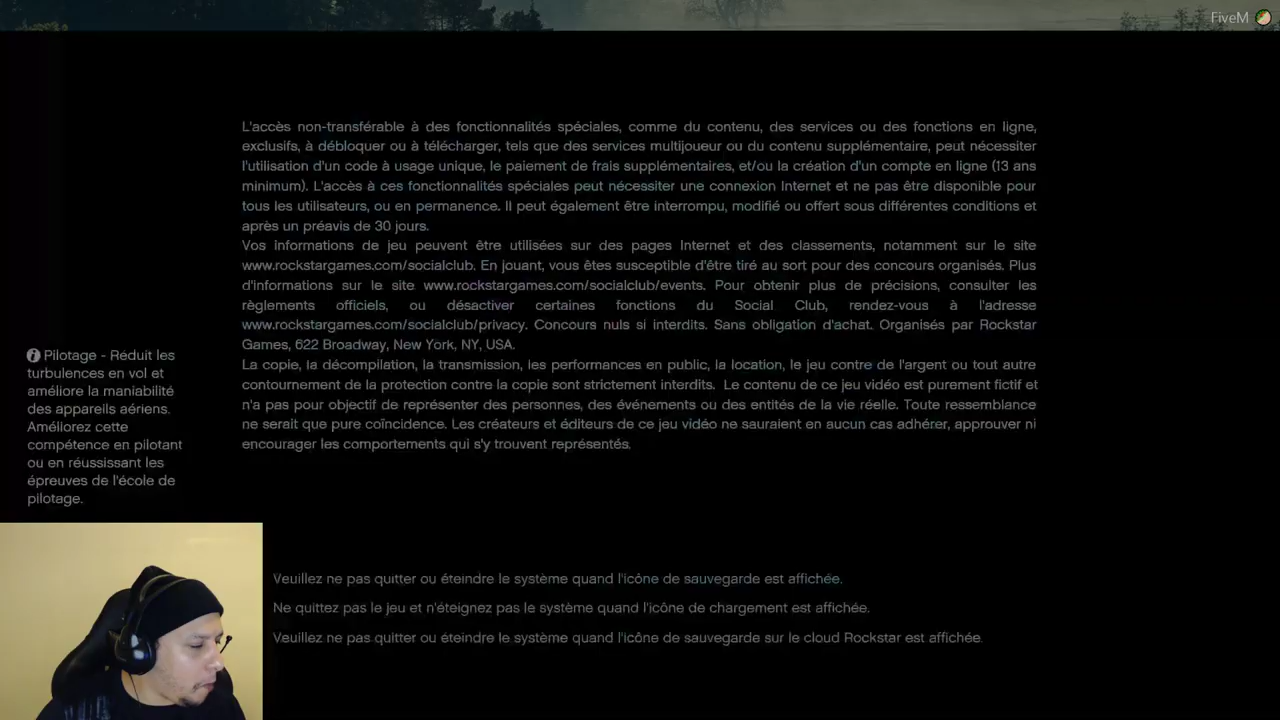 FiveM
L'accès non-transférable à des fonctionnalités spéciales, comme du contenu, des services ou des fonctions en ligne,
exclusifs, à débloquer ou à télécharger, tels que des services multijoueur ou du contenu supplémentaire, peut nécessiter
l'utilisation d'un code à usage unique, le paiement de frais supplémentaires, et/ou la création d'un compte en ligne (13 ans
minimum). L'accès à ces fonctionnalités spéciales peut nécessiter une connexion Internet et ne pas être disponible pour
tous les utilisateurs, ou en permanence. Il peut également être interrompu, modifié ou offert sous différentes conditions et
après un préavis de 30 jours.
Vos informations de jeu peuvent être utilisées sur des pages Internet et des classements, notamment sur le site
www.rockstargames.com/socialclub. En jouant, vous êtes susceptible d'être tiré au sort pour des concours organisés. Plus
d'informations sur le site www.rockstargames.com/socialclub/events. Pour obtenir plus de précisions, consulter les
règlements officiels, ou désactiver certaines fonctions du Social Club, rendez-vous à l'adresse
www.rockstargames.com/socialclub/privacy. Concours nuls si interdits. Sans obligation d'achat. Organisés par Rockstar
Games, 622 Broadway, New York, NY, USA.
La copie, la décompilation, la transmission, les performances en public, la location, le jeu contre de l'argent ou tout autre
contournement de la protection contre la copie sont strictement interdits. Le contenu de ce jeu vidéo est purement fictif et
n'a pas pour objectif de représenter des personnes, des événements ou des entités de la vie réelle. Toute ressemblance
ne serait que pure coïncidence. Les créateurs et éditeurs de ce jeu vidéo ne sauraient en aucun cas adhérer, approuver ni
encourager les comportements qui s'y trouvent représentés.
Pilotage - Réduit les
turbulences en vol et
améliore la maniabilité
des appareils aériens.
Améliorez cette
compétence en pilotant
ou en réussissant les
épreuves de l'école de
pilotage.
Veuillez ne pas quitter ou éteindre le système quand l'icône de sauvegarde est affichée.
Ne quittez pas le jeu et n'éteignez pas le système quand l'icône de chargement est affichée.
Veuillez ne pas quitter ou éteindre le système quand l'icône de sauvegarde sur le cloud Rockstar est affichée.